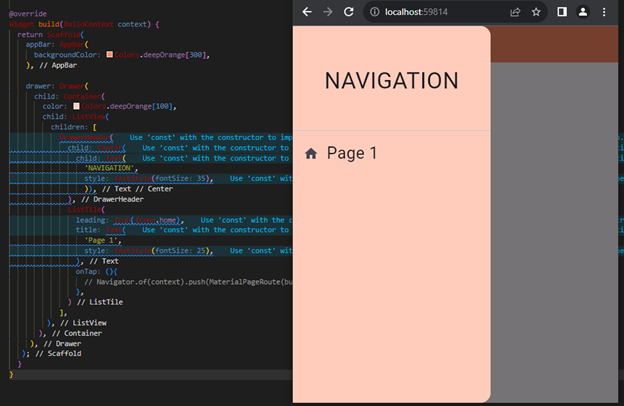 @override
Widget build(BuildContext context) {
return Scaffold(
appBar: AppBar(
backgroundColor: Colors.deepOrange[300],
), // AppBar
drawer: Drawer(
child: Container(
color: Colors.deepOrange[100],
child: ListView(
children: [
DrawerHeader( Use 'const' with the constructor to imp
child: Center( Use 'const' with the constructor to
child: Text( Use 'const' with the constructor to
'NAVIGATION',
style: TextStyle(fontSize: 35), Use 'const' wit
)), // Text // Center
), // DrawerHeader
ListTile(
leading: Icon(Icons.home), Use 'const' with the c
title: Text( Use 'const' with the constructor to
'Page 1',
style: TextStyle(fontSize: 25), Use 'const' w
), // Text
onTap: (){
// Navigator.of(context).push(MaterialPageRoute(bu
},
) // ListTile
],
), // ListView
), // Container
), // Drawer
); // Scaffold
}
}
localhost:59814
NAVIGATION
Page 1